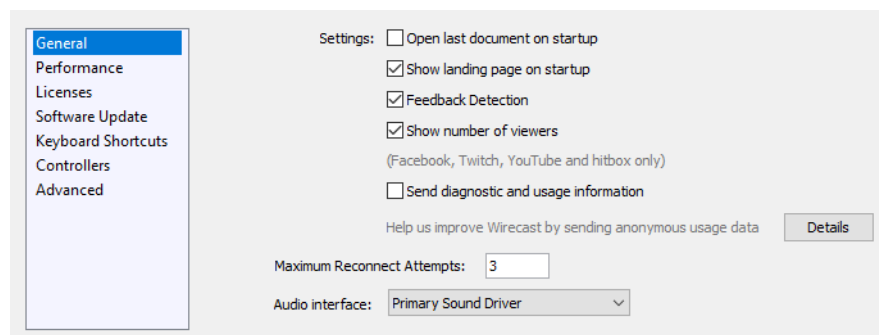 General
Performance
Licenses
Software Update
Keyboard Shortcuts
Controllers
Advanced
Settings: Open last document on startup
Show landing page on startup
Feedback Detection
Show number of viewers
(Facebook, Twitch, YouTube and hitbox only)
Send diagnostic and usage information
Help us improve Wirecast by sending anonymous usage data Details
Maximum Reconnect Attempts: 3
Audio interface: Primary Sound Driver